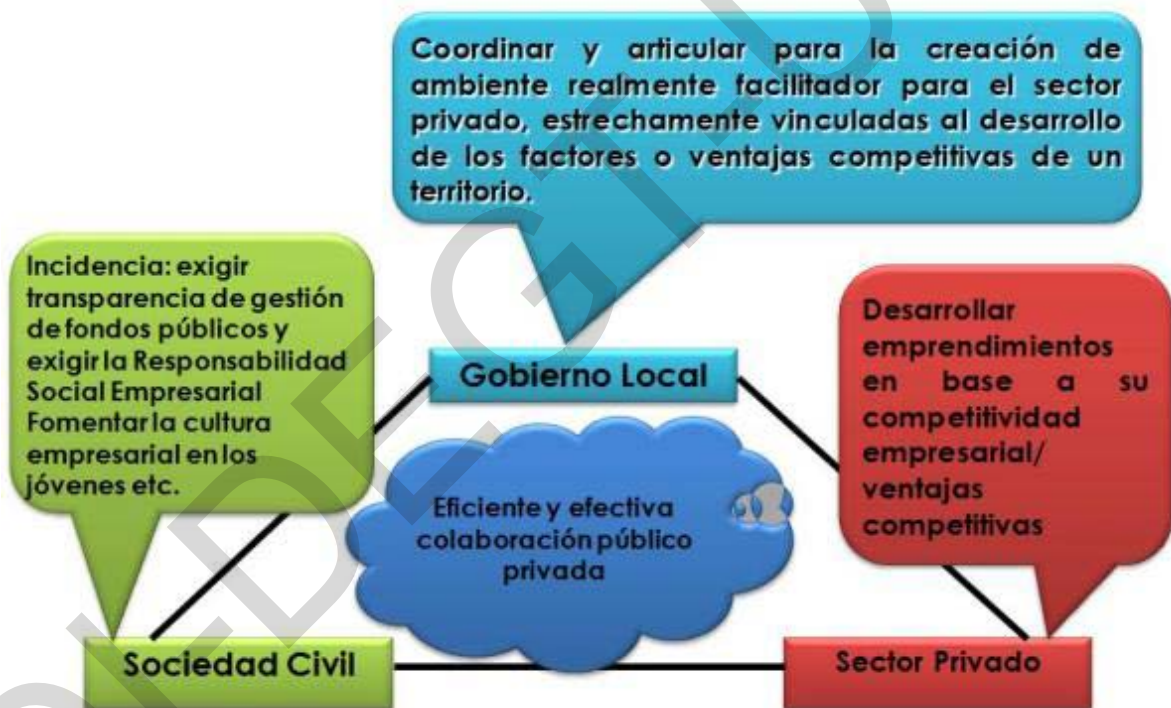 Coordinar y articular para la creación de
ambiente realmente facilitador para el sector
privado, estrechamente vinculadas al desarrollo
de los factores o ventajas competitivas de un
territorio.
Incidencia: exigir
transparencia de gestión
de fondos públicos y
exigir la Responsabilidad
Social Empresarial
Fomentar la cultura
empresarial en los
jóvenes etc.
Desarrollar
emprendimientos
en base a su
competitividad
empresarial/
ventajas
competitivas
Gobierno Local
Eficiente y efectiva
colaboración público
privada
Sociedad Civil
Sector Privado